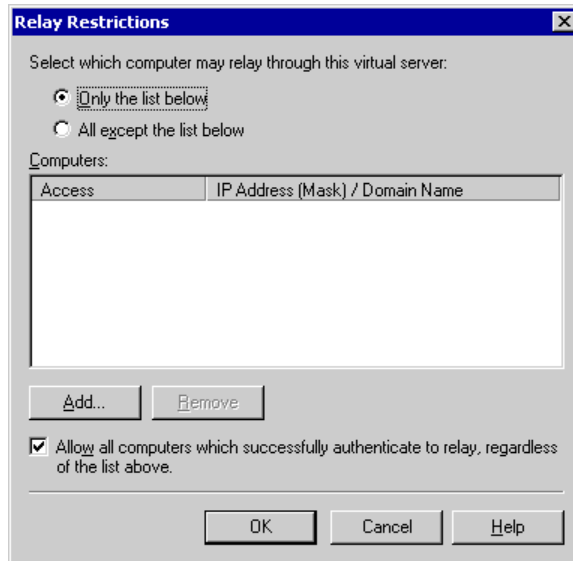 Relay Restrictions
Select which computer may relay through this virtual server:
Only the list below
All except the list below
Computers:
Access IP Address (Mask) / Domain Name
Add... Remove
Allow all computers which successfully authenticate to relay, regardless
of the list above.
OK Cancel Help